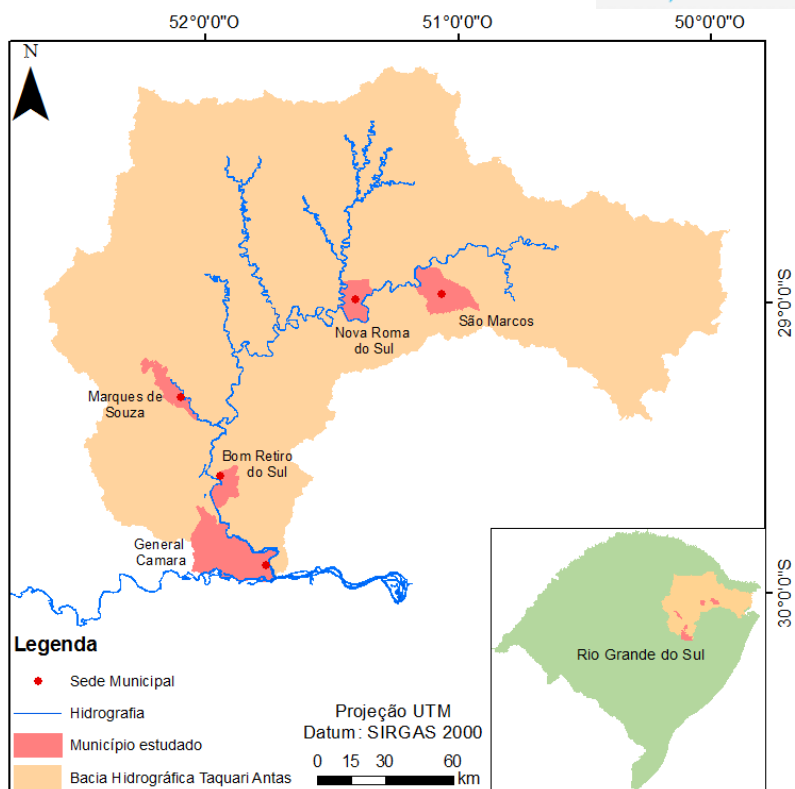 52°0'0"O
51°0'0"O
50°0'0"O
N
29°0'0"S
São Marcos
Nova Roma
do Sul
Marques de
Souza
Bom Retiro
do Sul
General
Camara
30°0'0"S
Rio Grande do Sul
Legenda
Sede Municipal
Hidrografia
Município estudado
Bacia Hidrográfica Taquari Antas
Projeção UTM
Datum: SIRGAS 2000
0 15 30 60
km